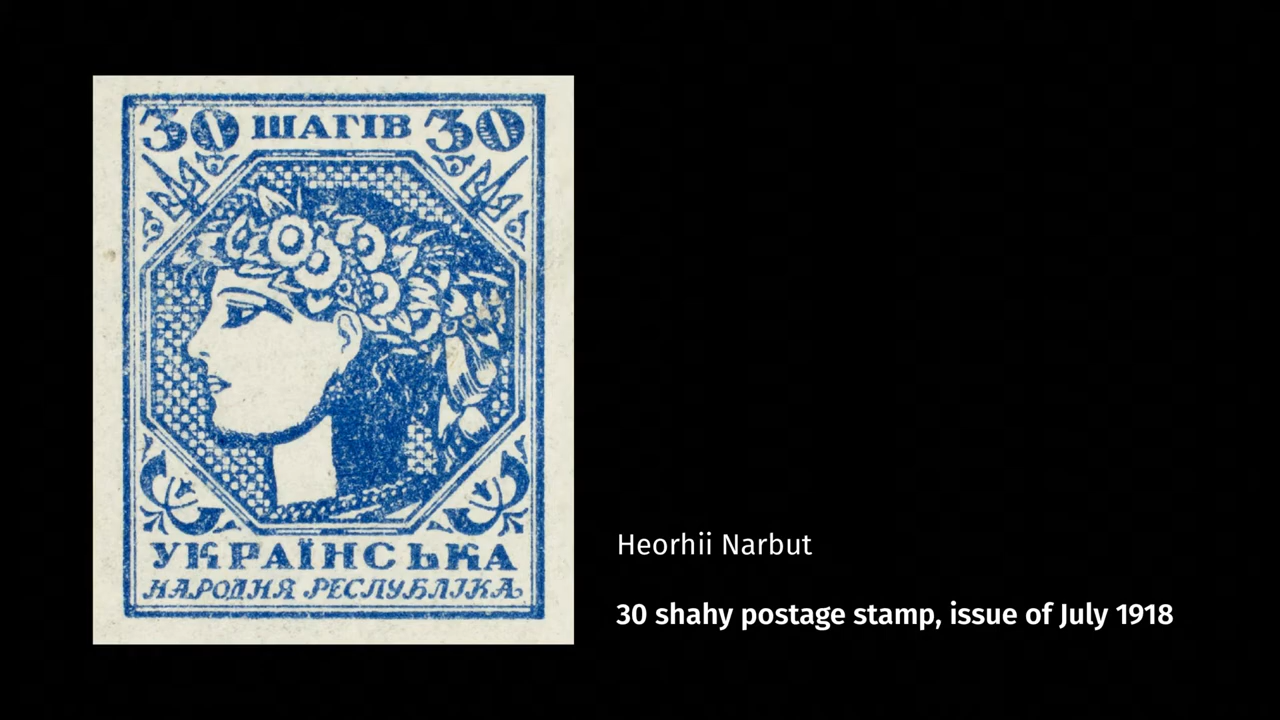 30 ШАГІВ 30
УКРАЇНСЬКА
НАРОДНЯ РЕСПУБЛІКА
Heorhii Narbut
30 shahy postage stamp, issue of July 1918